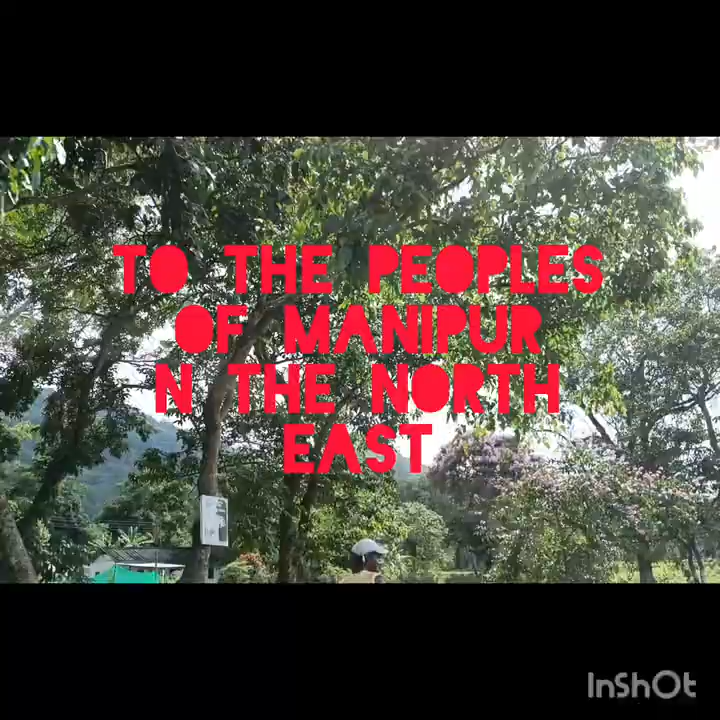 TO THE PEOPLES
OF MANIPUR
N THE NORTH
EAST
InShOt